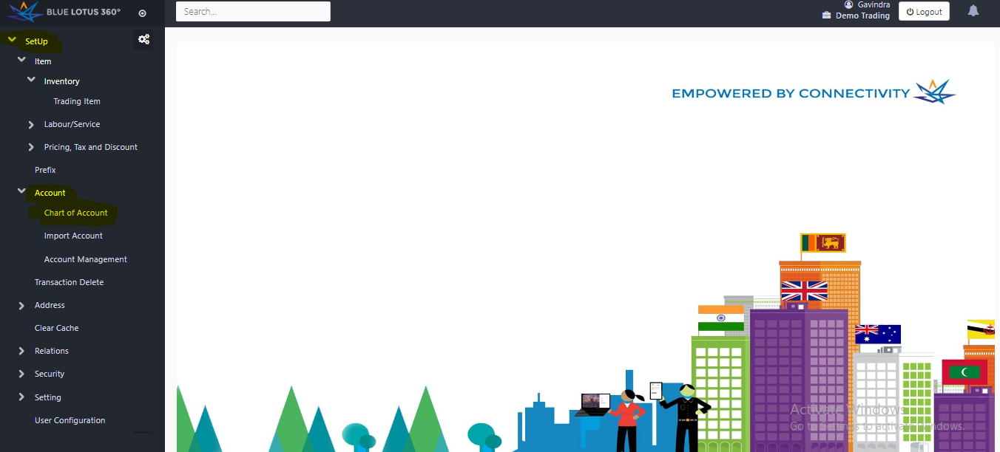 BLUE LOTUS 360°
Search...
Gavindra
Demo Trading
Logout
SetUp
Item
Inventory
Trading Item
Labour/Service
Pricing, Tax and Discount
Prefix
Account
Chart of Account
Import Account
Account Management
Transaction Delete
Address
Clear Cache
Relations
Security
Setting
User Configuration
EMPOWERED BY CONNECTIVITY
Activate Windows
Go to Settings to activate Windows.